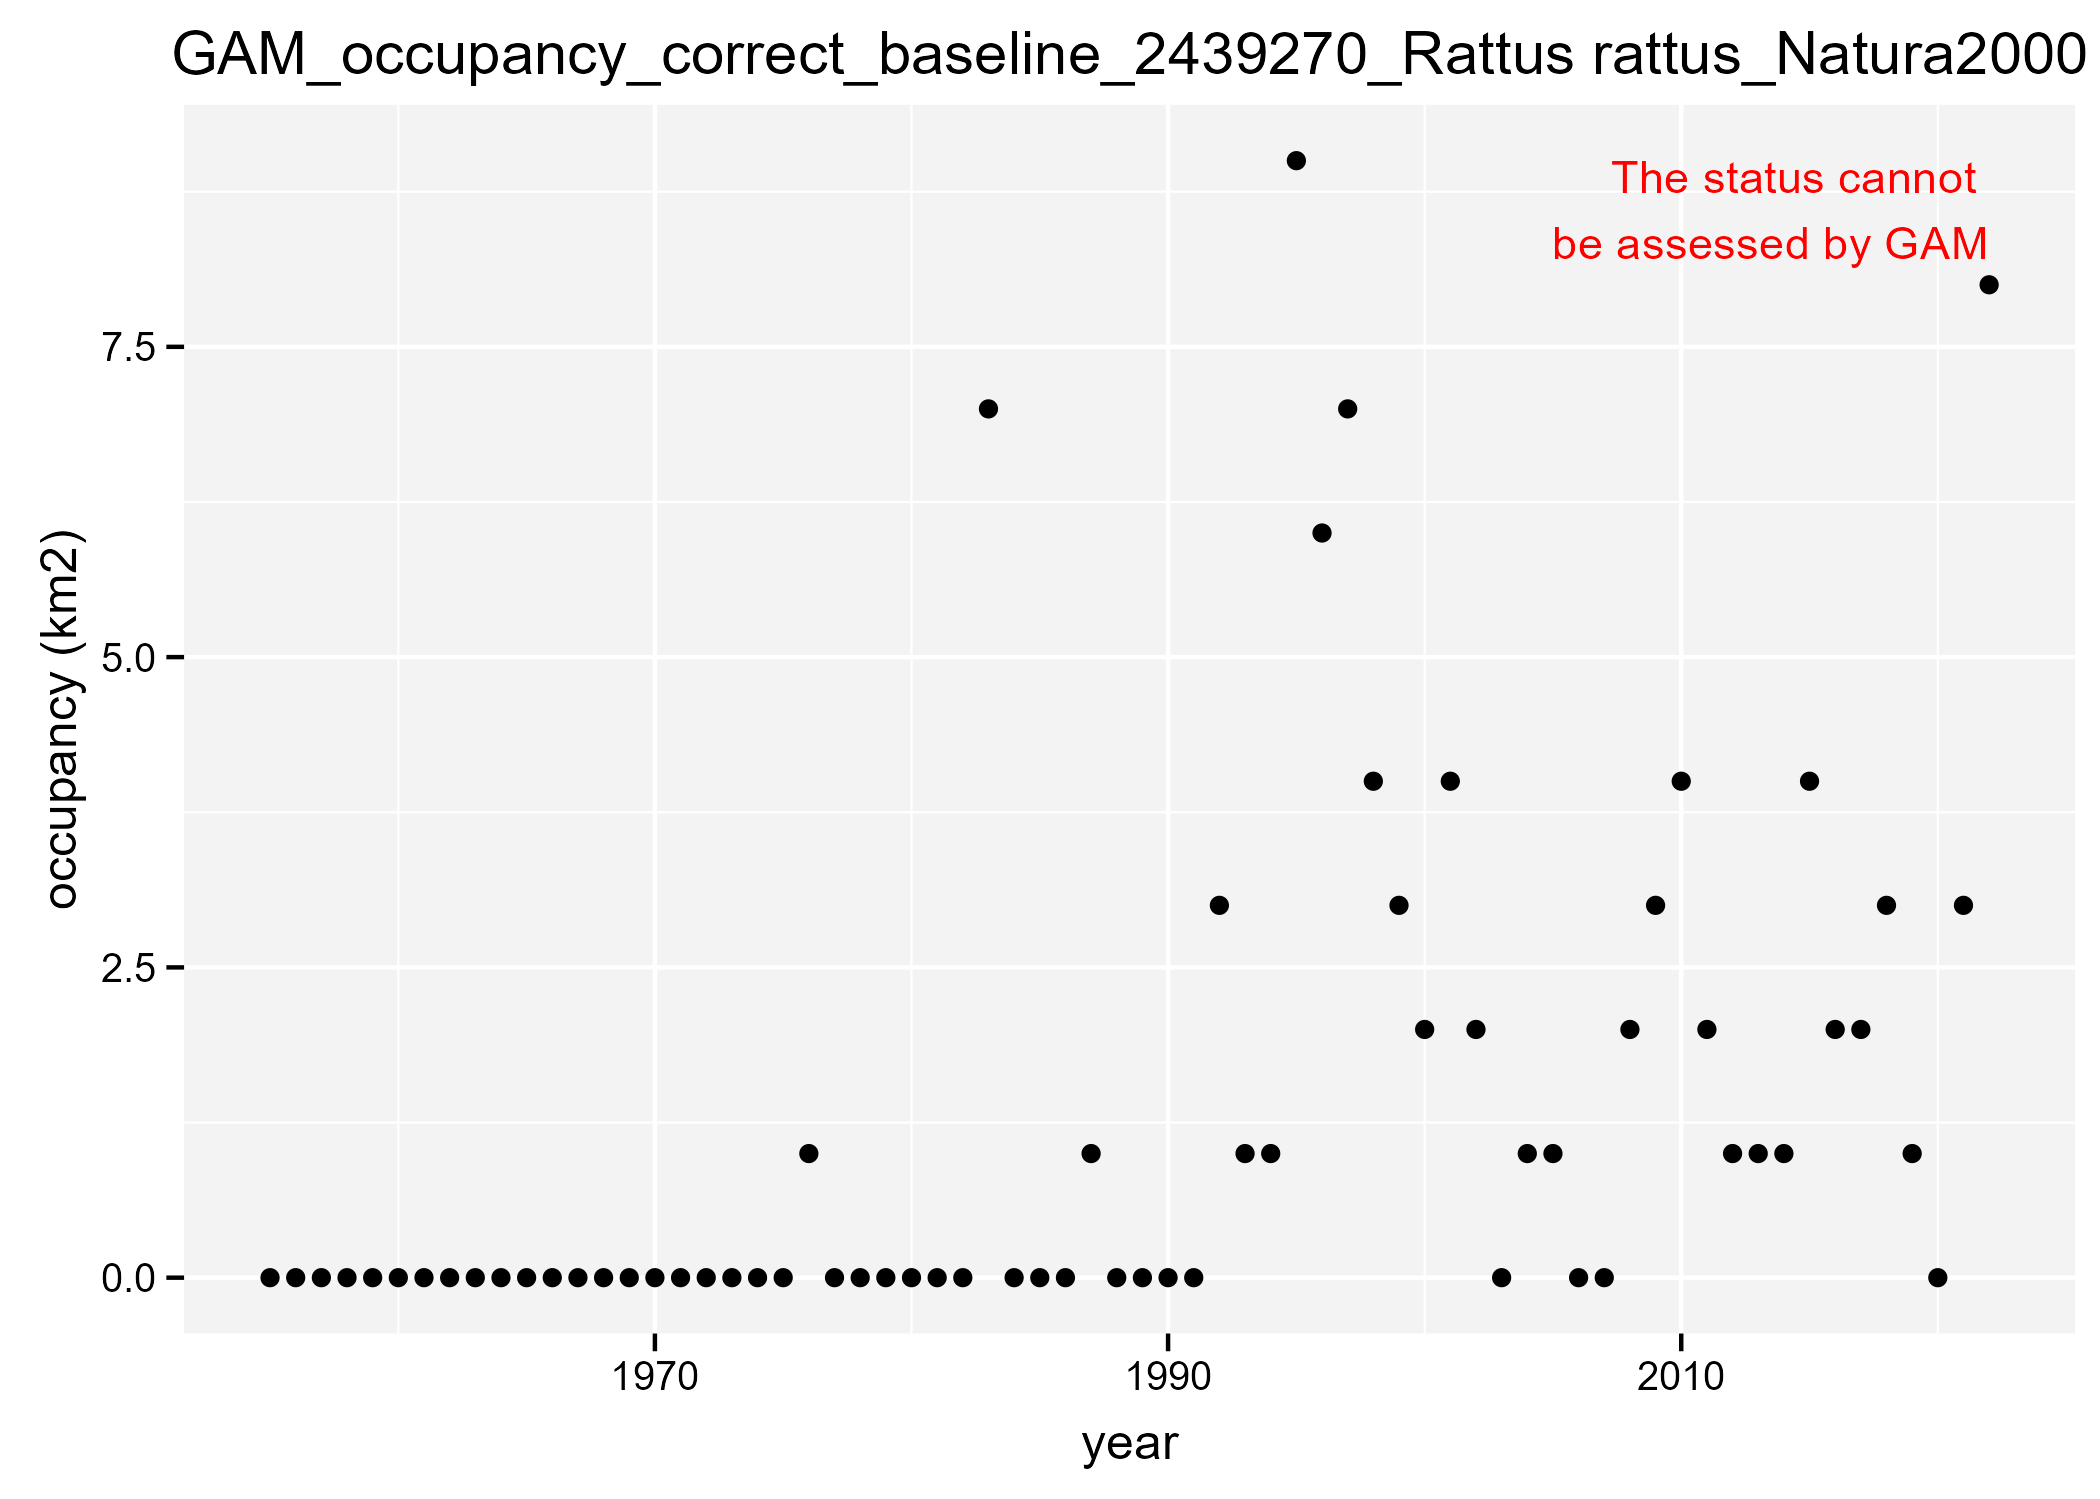 GAM_occupancy_correct_baseline_2439270_Rattus rattus_Natura2000
The status cannot
be assessed by GAM
7.5
5.0
2.5
0.0
occupancy (km2)
1970
1990
2010
year